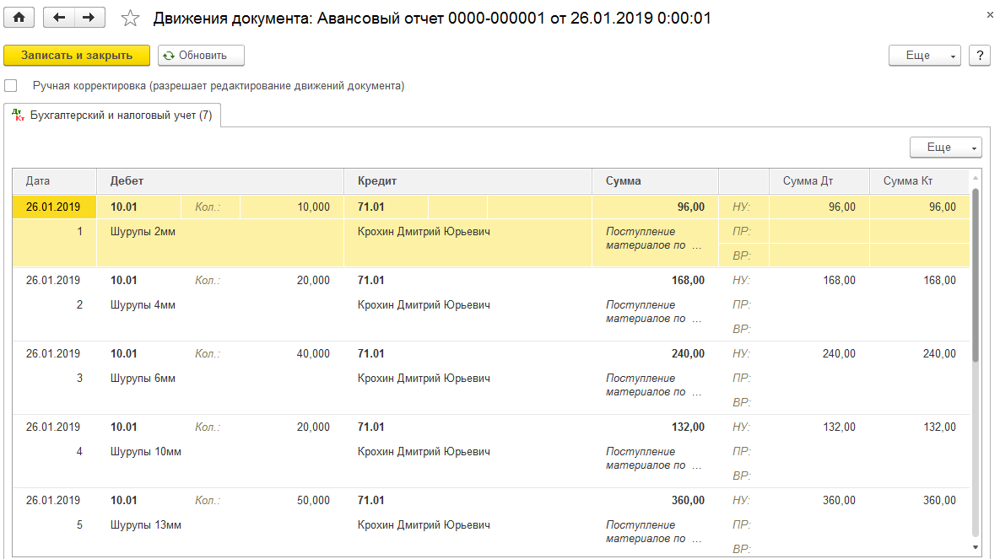 Движения документа: Авансовый отчет 0000-000001 от 26.01.2019 0:00:01
Записать и закрыть Обновить Еще ?
Ручная корректировка (разрешает редактирование движений документа)
Дт Кт Бухгалтерский и налоговый учет (7)
Еще
Дата Дебет Кредит Сумма Сумма Дт Сумма Кт
26.01.2019 10.01 Кол.: 10,000 71.01 96,00 НУ: 96,00 96,00
1 Шурупы 2мм Крохин Дмитрий Юрьевич Поступление ПР:
материалов по ...
ВР:
26.01.2019 10.01 Кол.: 20,000 71.01 168,00 НУ: 168,00 168,00
2 Шурупы 4мм Крохин Дмитрий Юрьевич Поступление ПР:
материалов по ...
ВР:
26.01.2019 10.01 Кол.: 40,000 71.01 240,00 НУ: 240,00 240,00
3 Шурупы 6мм Крохин Дмитрий Юрьевич Поступление ПР:
материалов по ...
ВР:
26.01.2019 10.01 Кол.: 20,000 71.01 132,00 НУ: 132,00 132,00
4 Шурупы 10мм Крохин Дмитрий Юрьевич Поступление ПР:
материалов по ...
ВР:
26.01.2019 10.01 Кол.: 50,000 71.01 360,00 НУ: 360,00 360,00
5 Шурупы 13мм Крохин Дмитрий Юрьевич Поступление ПР:
материалов по ...
ВР: